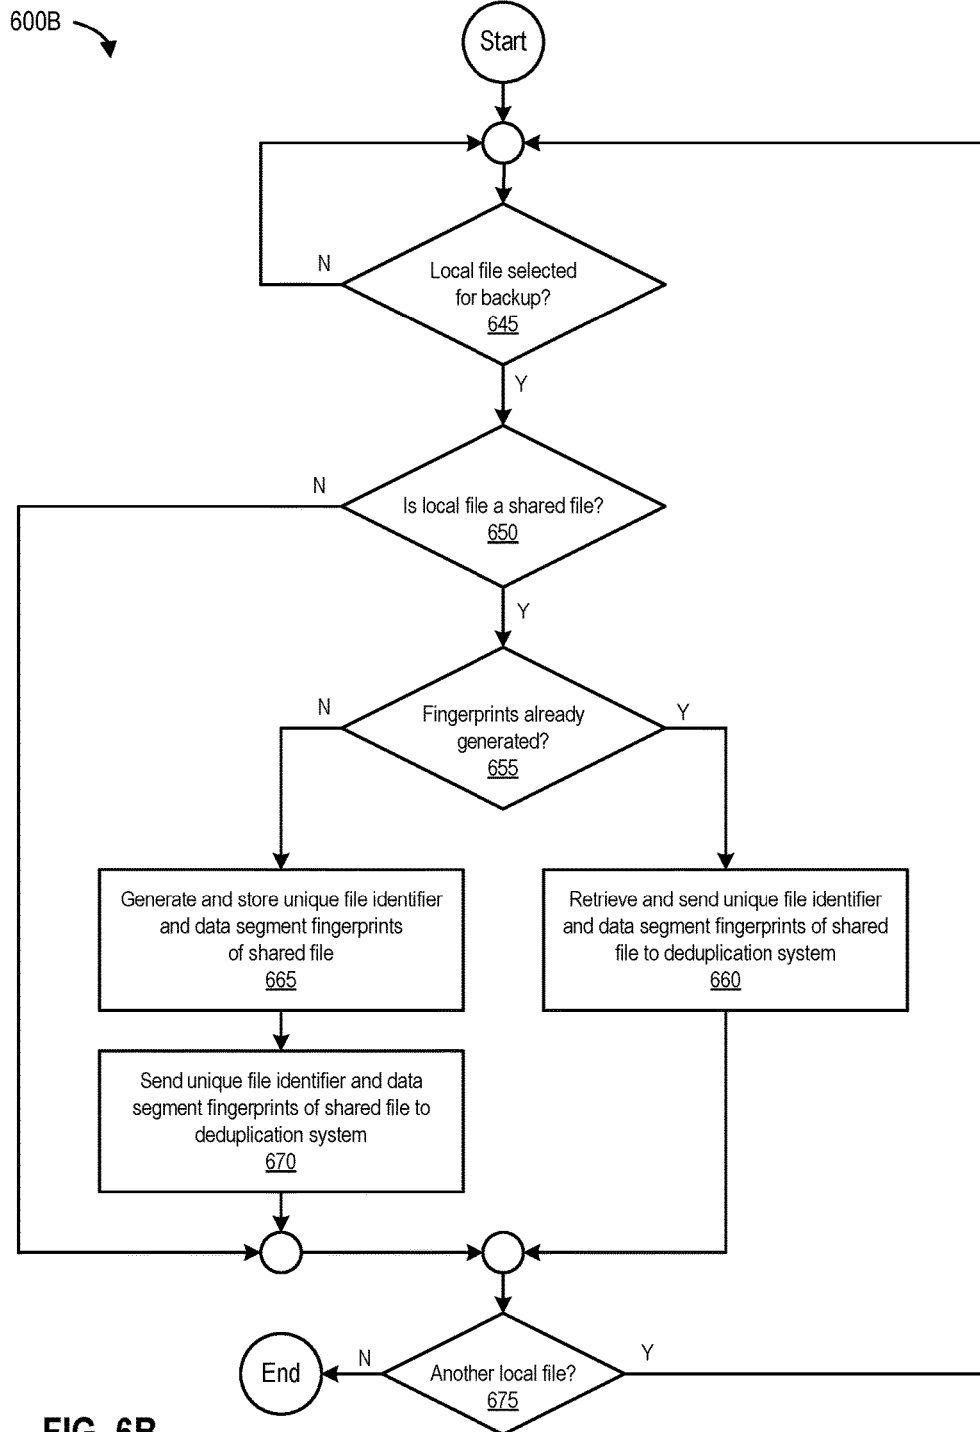 600B
Start
Local file selected
for backup?
645
N
Y
Is local file a shared file?
650
N
Y
Fingerprints already
generated?
655
N
Y
Generate and store unique file identifier
and data segment fingerprints
of shared file
665
Retrieve and send unique file identifier
and data segment fingerprints of shared
file to deduplication system
660
Send unique file identifier and data
segment fingerprints of shared file to
deduplication system
670
Another local file?
675
N
Y
End
FIG. 6B